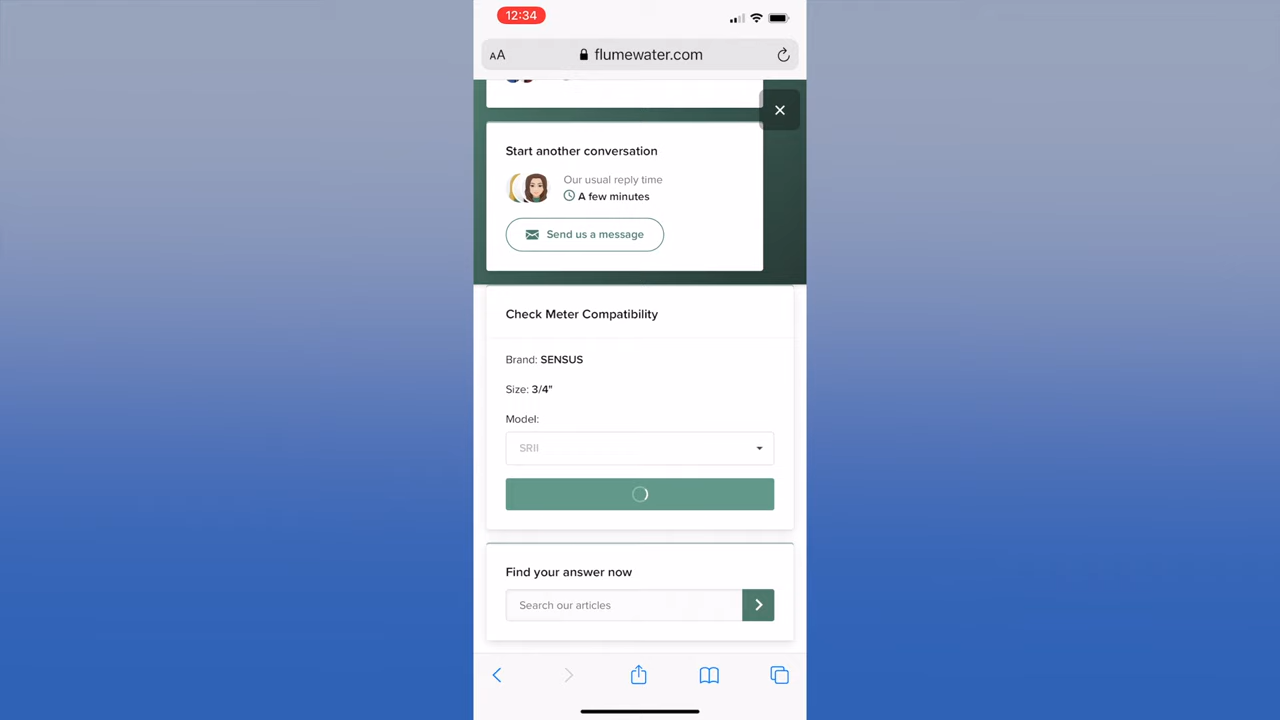 12:34
AA flumewater.com
Start another conversation
Our usual reply time
A few minutes
Send us a message
Check Meter Compatibility
Brand: SENSUS
Size: 3/4"
Model:
SRII
Find your answer now
Search our articles